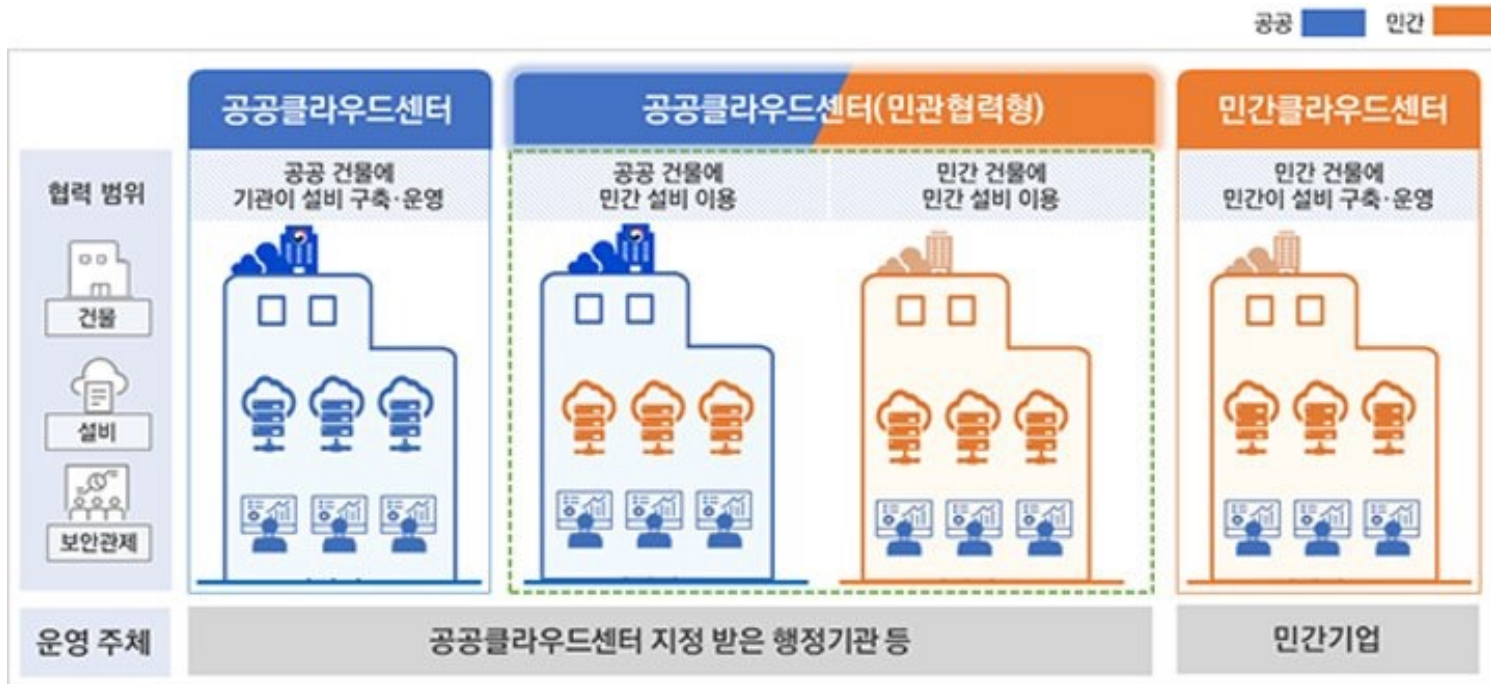 공공 민간
공공클라우드센터
공공클라우드센터(민관협력형)
민간클라우드센터
협력 범위
공공 건물에
기관이 설비 구축·운영
공공 건물에
민간 설비 이용
민간 건물에
민간 설비 이용
민간 건물에
민간이 설비 구축·운영
건물
설비
보안관제
운영 주체
공공클라우드센터 지정 받은 행정기관 등
민간기업